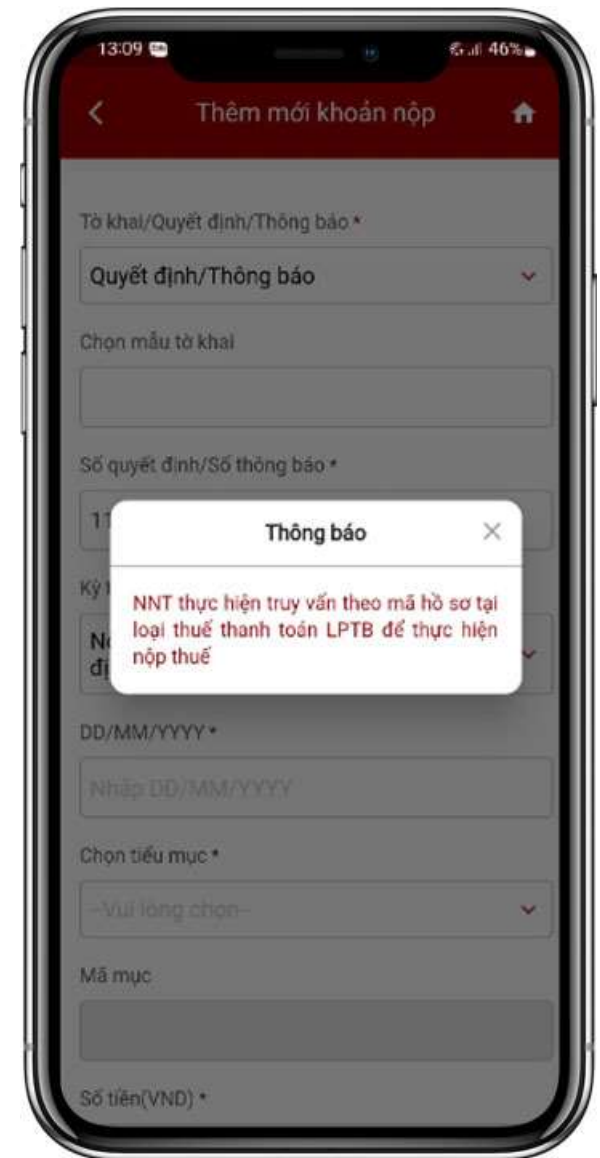 13:09
46%
Thêm mới khoản nộp
Tờ khai/Quyết định/Thông báo *
Quyết định/Thông báo
Chọn mẫu tờ khai
Số quyết định/Số thông báo *
11
Thông báo
Kỳ
NNT thực hiện truy vấn theo mã hồ sơ tại
loại thuế thanh toán LPTB để thực hiện
nộp thuế
DD/MM/YYYY *
Nhập DD/MM/YYYY
Chọn tiểu mục *
--Vui lòng chọn--
Mã mục
Số tiền(VND) *